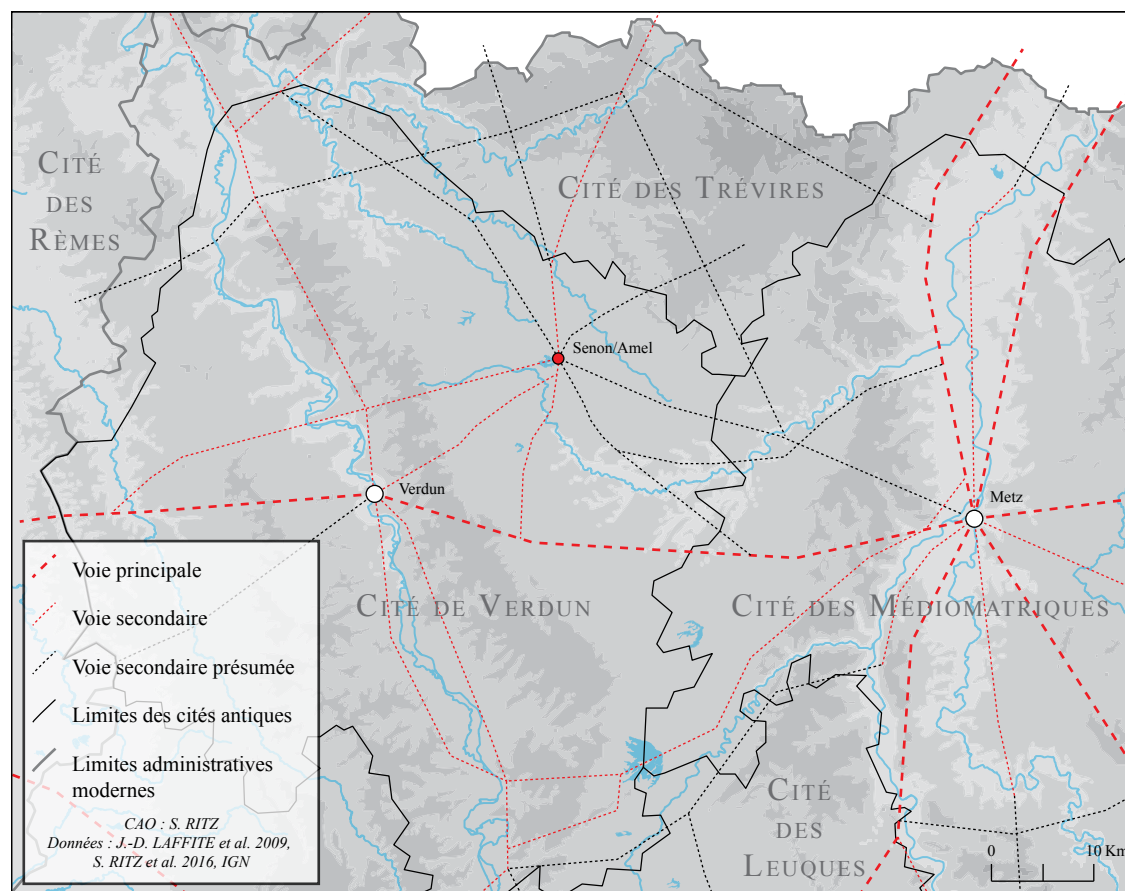 Cité
des
Rèmes
Cité des Trévires
Senon/Amel
Verdun
Metz
Cité de Verdun
Cité des Médiomatriques
Cité
des
Leuques
Voie principale
Voie secondaire
Voie secondaire présumée
Limites des cités antiques
Limites administratives
modernes
CAO : S. RITZ
Données : J.-D. LAFFITE et al. 2009,
S. RITZ et al. 2016, IGN
0 10 Km